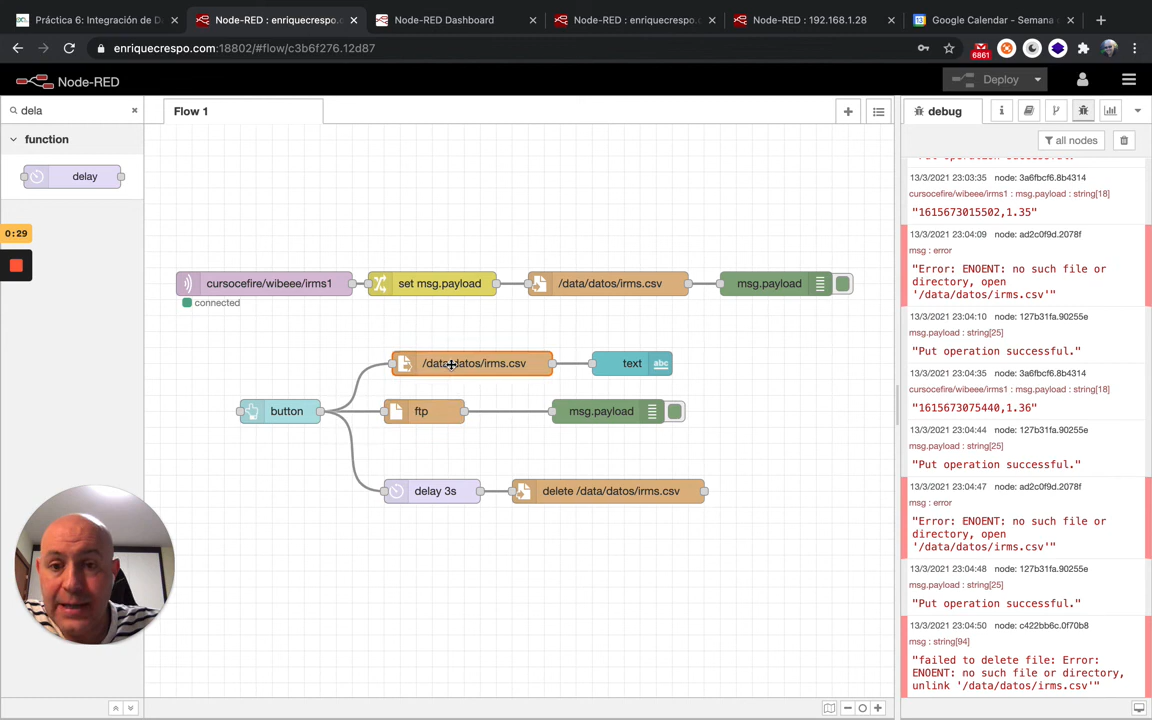 Práctica 6: Integración de D
Node-RED : enriquecrespo.c
Node-RED Dashboard
Node-RED : enriquecrespo.c
Node-RED : 192.168.1.28
Google Calendar - Semana d
enriquecrespo.com:18802/#flow/c3b6f276.12d87
6861
Node-RED
Deploy
dela
Flow 1
debug
function
all nodes
delay
0:29
cursocefire/wibeee/irms1
connected
set msg.payload
/data/datos/irms.csv
msg.payload
/data/datos/irms.csv
text
abc
button
ftp
msg.payload
delay 3s
delete /data/datos/irms.csv
"Put operation successful."
13/3/2021 23:03:35 node: 3a6fbcf6.8b4314
cursocefire/wibeee/irms1 : msg.payload : string[18]
"1615673015502,1.35"
13/3/2021 23:04:09 node: ad2c0f9d.2078f
msg : error
"Error: ENOENT: no such file or
directory, open
'/data/datos/irms.csv'"
13/3/2021 23:04:10 node: 127b31fa.90255e
msg.payload : string[25]
"Put operation successful."
13/3/2021 23:04:35 node: 3a6fbcf6.8b4314
cursocefire/wibeee/irms1 : msg.payload : string[18]
"1615673075440,1.36"
13/3/2021 23:04:44 node: 127b31fa.90255e
msg.payload : string[25]
"Put operation successful."
13/3/2021 23:04:47 node: ad2c0f9d.2078f
msg : error
"Error: ENOENT: no such file or
directory, open
'/data/datos/irms.csv'"
13/3/2021 23:04:48 node: 127b31fa.90255e
msg.payload : string[25]
"Put operation successful."
13/3/2021 23:04:50 node: c422bb6c.0f70b8
msg : string[94]
"failed to delete file: Error:
ENOENT: no such file or directory,
unlink '/data/datos/irms.csv'"